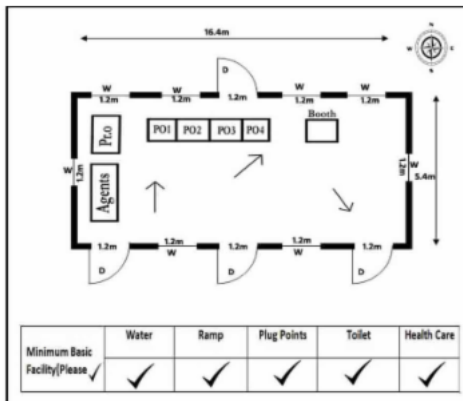 16.4m
N
W E
S
D
W W W W
1.2m 1.2m 1.2m 1.2m 1.2m
Booth
PLO PO1 PO2 PO3 PO4
W 1.2m
1.2m W
5.4m
Agents
1.2m 1.2m 1.2m 1.2m 1.2m
W W
D D D
Water Ramp Plug Points Toilet Health Care
Minimum Basic
Facility(Please ✓ ✓ ✓ ✓ ✓ ✓